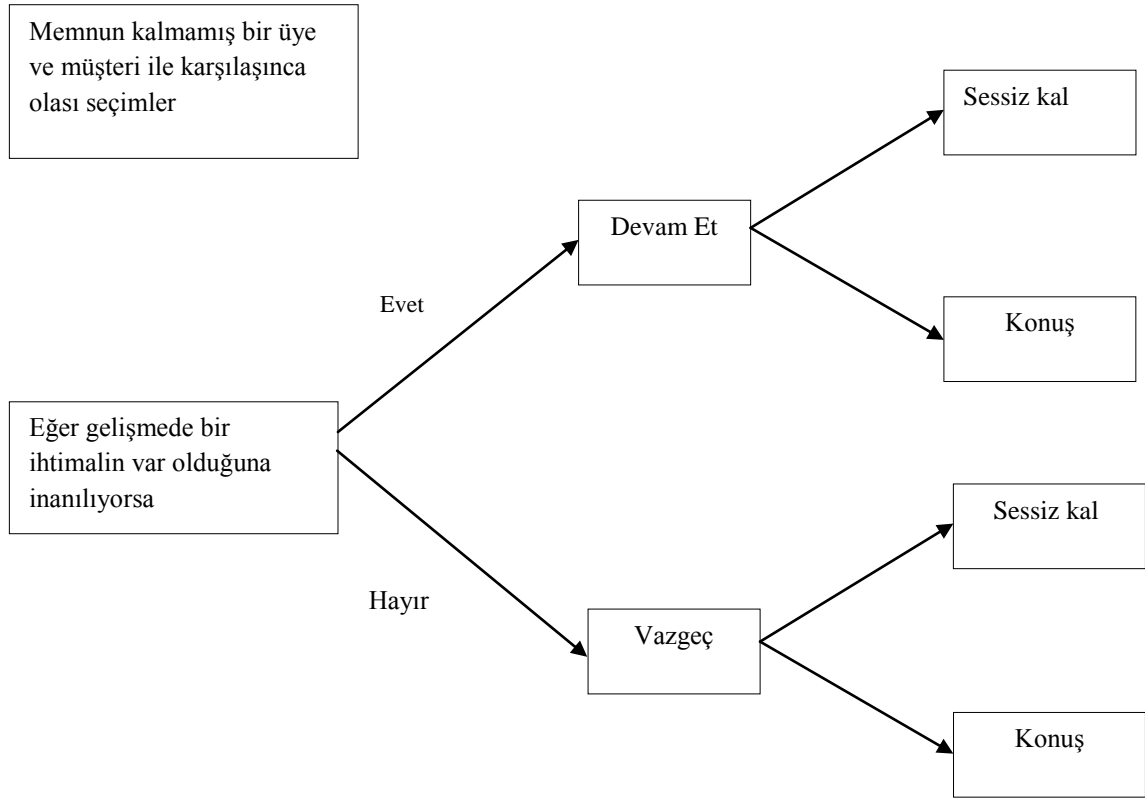 Memnun kalmamış bir üye
ve müşteri ile karşılaşınca
olası seçimler
Sessiz kal
Devam Et
Evet
Konuş
Eğer gelişmede bir
ihtimalin var olduğuna
inanılıyorsa
Sessiz kal
Hayır
Vazgeç
Konuş